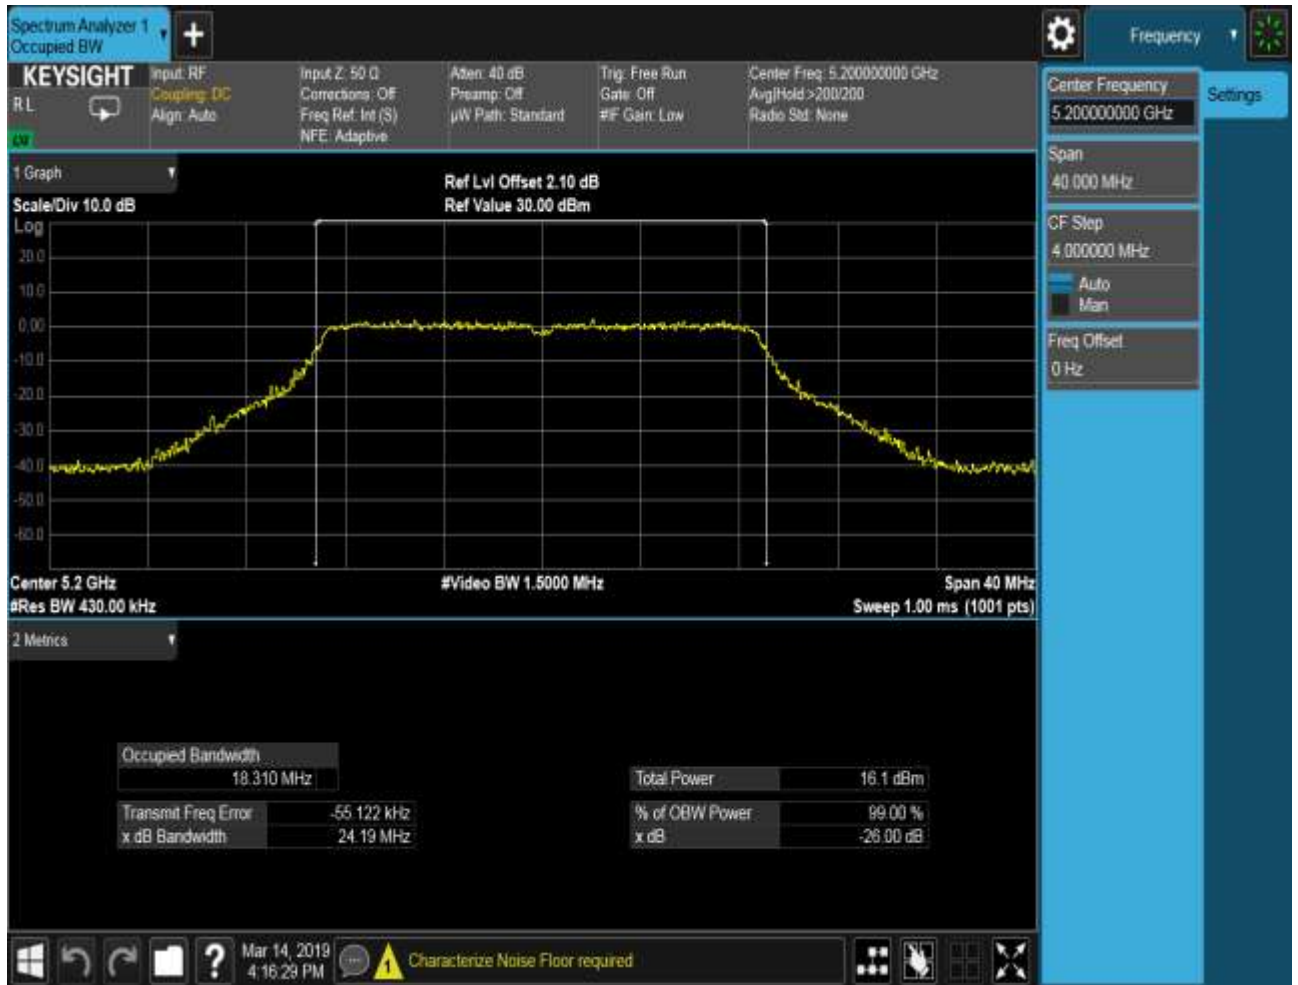 Spectrum Analyzer 1
Occupied BW
Frequency
KEYSIGHT
R L
Input: RF
Coupling: DC
Align: Auto
Input Z: 50 Ω
Corrections: Off
Freq Ref: Int (S)
NFE: Adaptive
Atten: 40 dB
Preamp: Off
µW Path: Standard
Trig: Free Run
Gate: Off
#IF Gain: Low
Center Freq: 5.200000000 GHz
Avg|Hold:>200/200
Radio Std: None
Center Frequency
5.200000000 GHz
Settings
Span
40.000 MHz
CF Step
4.000000 MHz
Auto
Man
Freq Offset
0 Hz
1 Graph
Scale/Div 10.0 dB
Ref Lvl Offset 2.10 dB
Ref Value 30.00 dBm
Log
20.0
10.0
0.00
-10.0
-20.0
-30.0
-40.0
-50.0
-60.0
Center 5.2 GHz
#Video BW 1.5000 MHz
Span 40 MHz
#Res BW 430.00 kHz
Sweep 1.00 ms (1001 pts)
2 Metrics
Occupied Bandwidth
18.310 MHz
Total Power 16.1 dBm
Transmit Freq Error -55.122 kHz
% of OBW Power 99.00 %
x dB Bandwidth 24.19 MHz
x dB -26.00 dB
?
Mar 14, 2019
4:16:29 PM
1
Characterize Noise Floor required